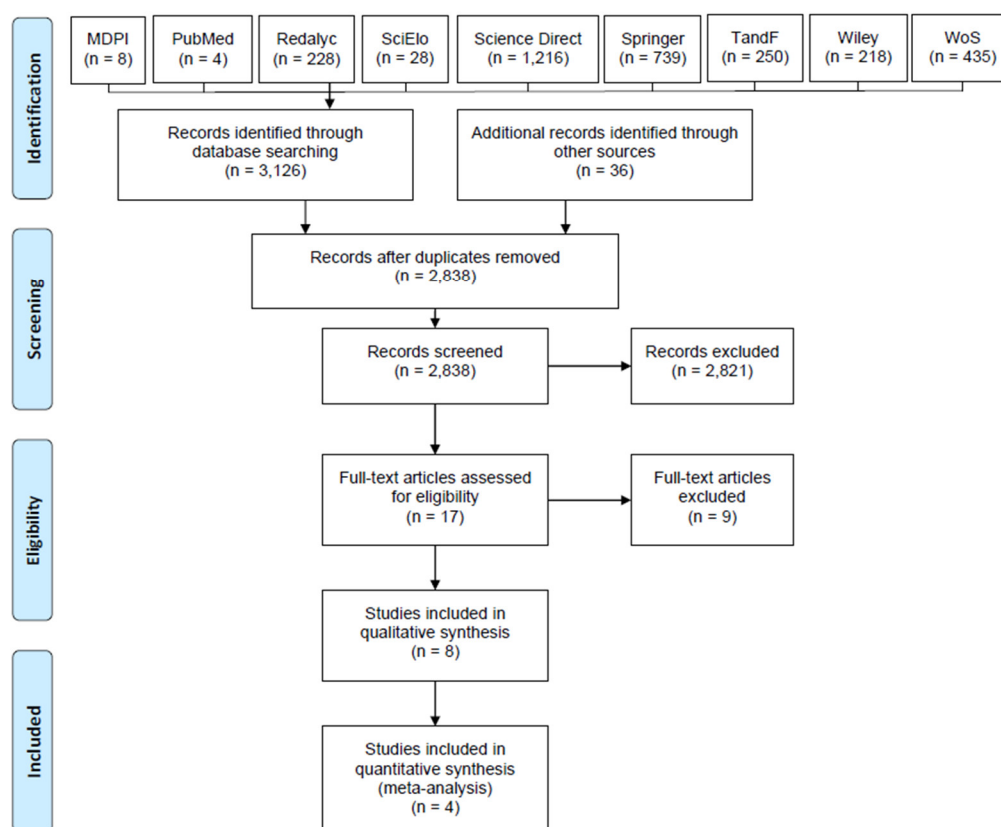 MDPI
(n = 8)
PubMed
(n = 4)
Redalyc
(n = 228)
SciElo
(n = 28)
Science Direct
(n = 1,216)
Springer
(n = 739)
TandF
(n = 250)
Wiley
(n = 218)
WoS
(n = 435)
Identification
Records identified through
database searching
(n = 3,126)
Additional records identified through
other sources
(n = 36)
Screening
Records after duplicates removed
(n = 2,838)
Records screened
(n = 2,838)
Records excluded
(n = 2,821)
Eligibility
Full-text articles assessed
for eligibility
(n = 17)
Full-text articles
excluded
(n = 9)
Studies included in
qualitative synthesis
(n = 8)
Included
Studies included in
quantitative synthesis
(meta-analysis)
(n = 4)